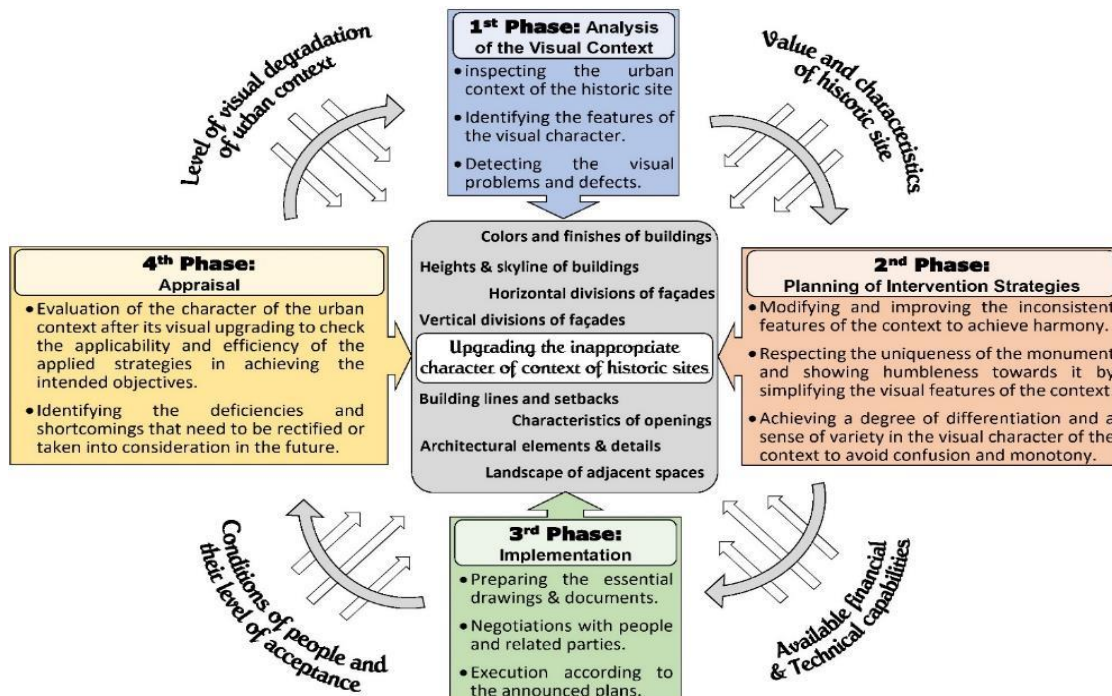 Level of visual degradation
of urban context
1st Phase: Analysis
of the Visual Context
• inspecting the urban
context of the historic site
• Identifying the features of
the visual character.
• Detecting the visual
problems and defects.
Value and characteristics
of historic site
4th Phase:
Appraisal
• Evaluation of the character of the urban
context after its visual upgrading to check
the applicability and efficiency of the
applied strategies in achieving the
intended objectives.
• Identifying the deficiencies and
shortcomings that need to be rectified or
taken into consideration in the future.
Colors and finishes of buildings
Heights & skyline of buildings
Horizontal divisions of façades
Vertical divisions of façades
Upgrading the inappropriate
character of context of historic sites
Building lines and setbacks
Characteristics of openings
Architectural elements & details
Landscape of adjacent spaces
2nd Phase:
Planning of Intervention Strategies
• Modifying and improving the inconsistent
features of the context to achieve harmony.
• Respecting the uniqueness of the monument
and showing humbleness towards it by
simplifying the visual features of the context
• Achieving a degree of differentiation and a
sense of variety in the visual character of the
context to avoid confusion and monotony.
Conditions of people and
their level of acceptance
3rd Phase:
Implementation
• Preparing the essential
drawings & documents.
• Negotiations with people
and related parties.
• Execution according to
the announced plans.
Available financial
& Technical capabilities